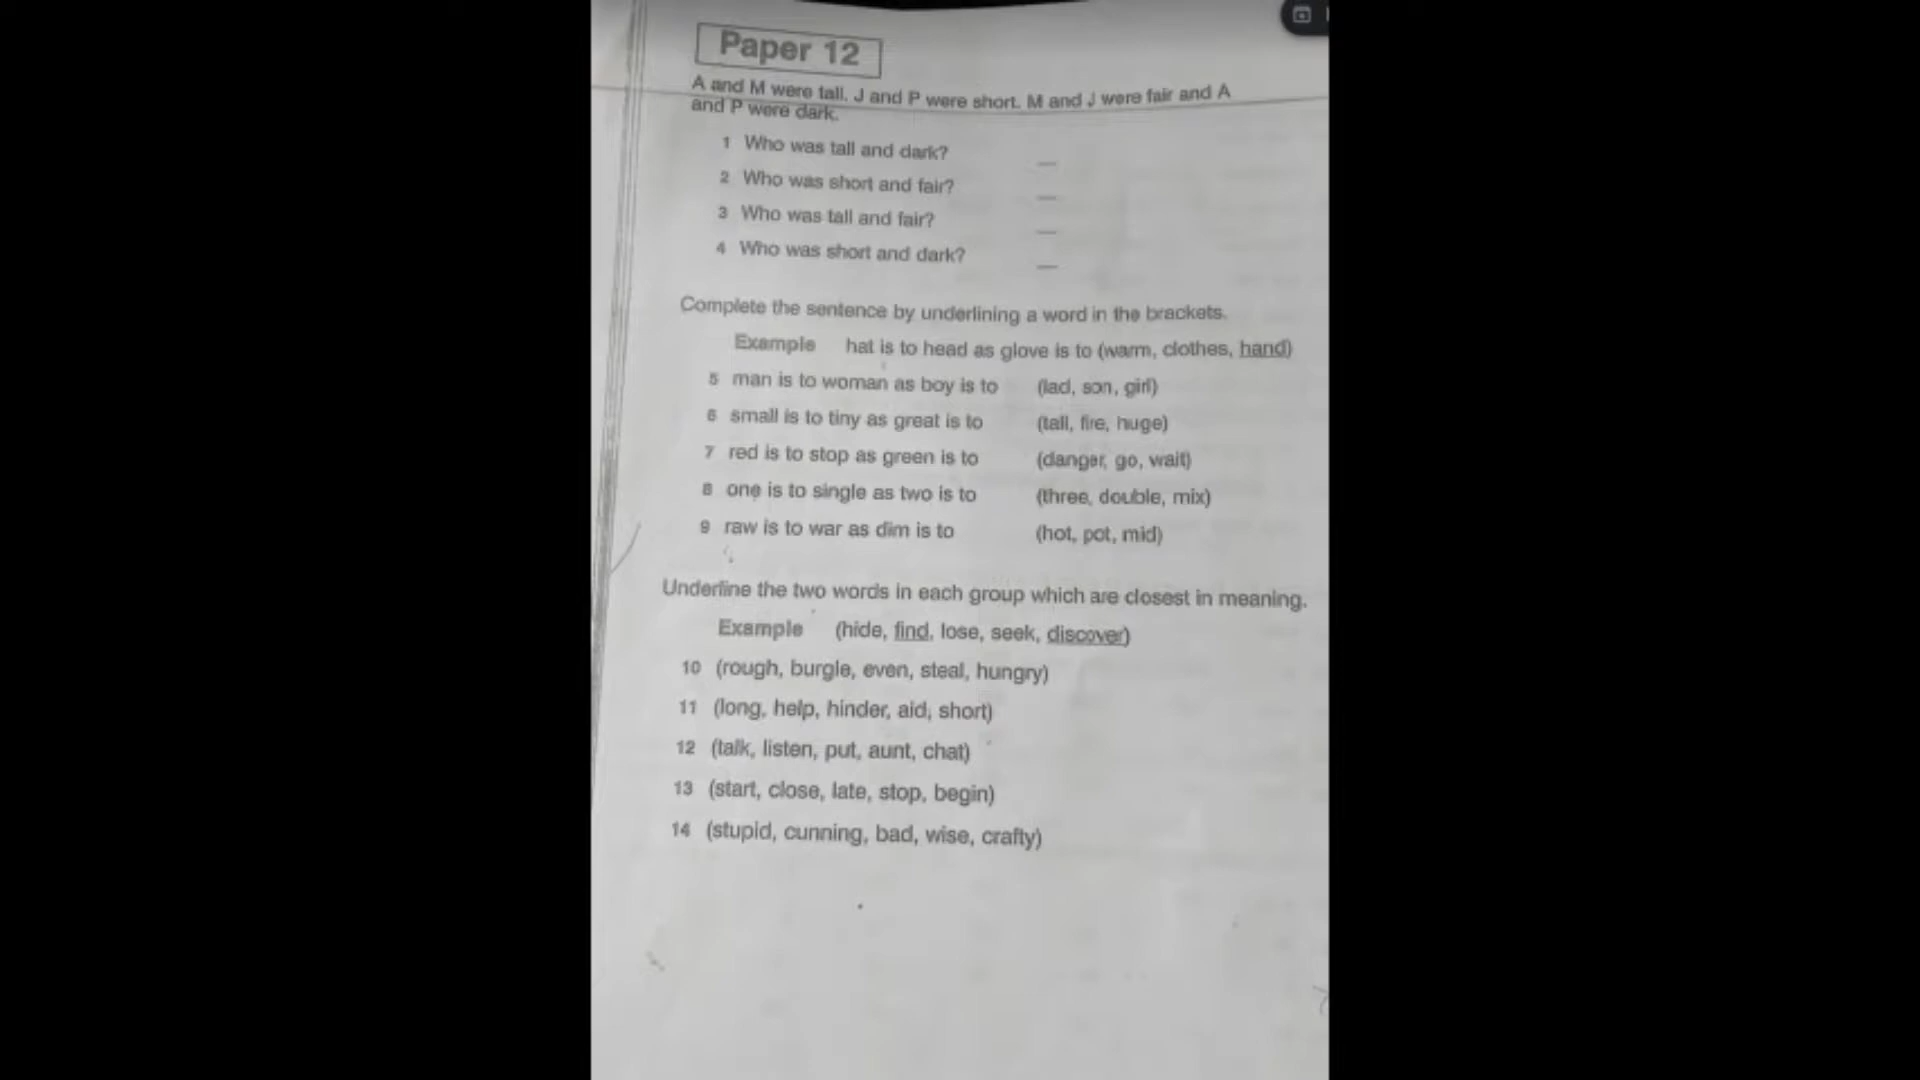 Paper 12
A and M were tall. J and P were short. M and J were fair and A
and P were dark.
1 Who was tall and dark? __
2 Who was short and fair? __
3 Who was tall and fair? __
4 Who was short and dark? __
Complete the sentence by underlining a word in the brackets.
Example hat is to head as glove is to (warm, clothes, hand)
5 man is to woman as boy is to (lad, son, girl)
6 small is to tiny as great is to (tall, fire, huge)
7 red is to stop as green is to (danger, go, wait)
8 one is to single as two is to (three, double, mix)
9 raw is to war as dim is to (hot, pot, mid)
Underline the two words in each group which are closest in meaning.
Example (hide, find, lose, seek, discover)
10 (rough, burgle, even, steal, hungry)
11 (long, help, hinder, aid, short)
12 (talk, listen, put, aunt, chat)
13 (start, close, late, stop, begin)
14 (stupid, cunning, bad, wise, crafty)